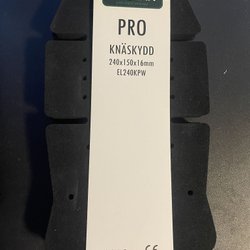 PRO
KNÄSKYDD
240x150x16mm
EL240KPW
CE